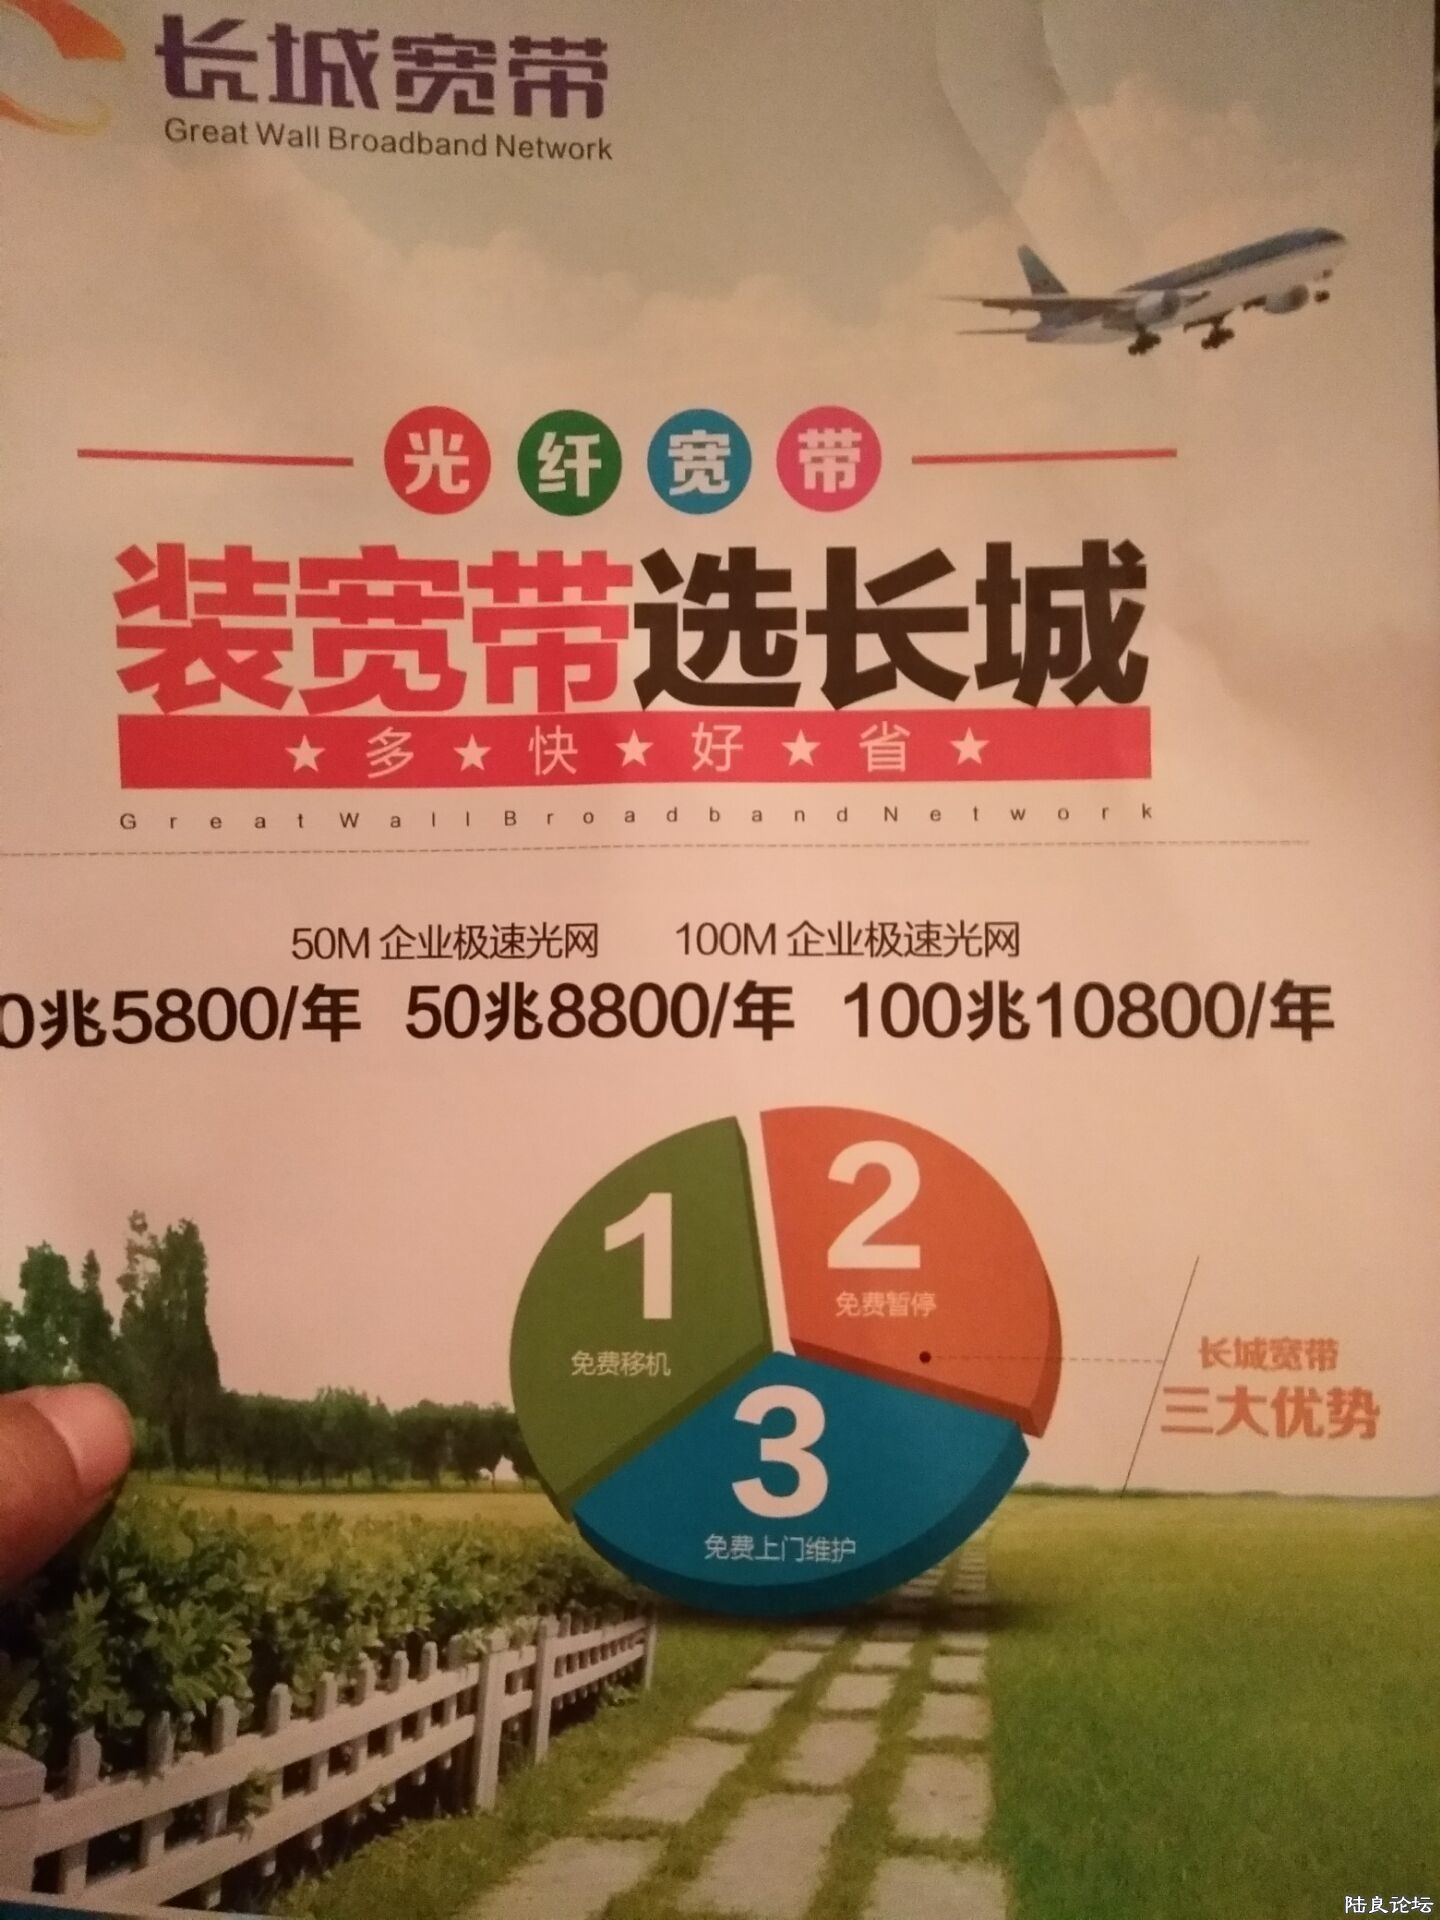 长城宽带
Great Wall Broadband Network
光纤宽带
装宽带选长城
★多★快★好★省★
Great Wall Broadband Network
50M 企业极速光网 100M 企业极速光网
0兆5800/年 50兆8800/年 100兆10800/年
1
免费移机
2
免费暂停
3
免费上门维护
长城宽带
三大优势
陆良论坛